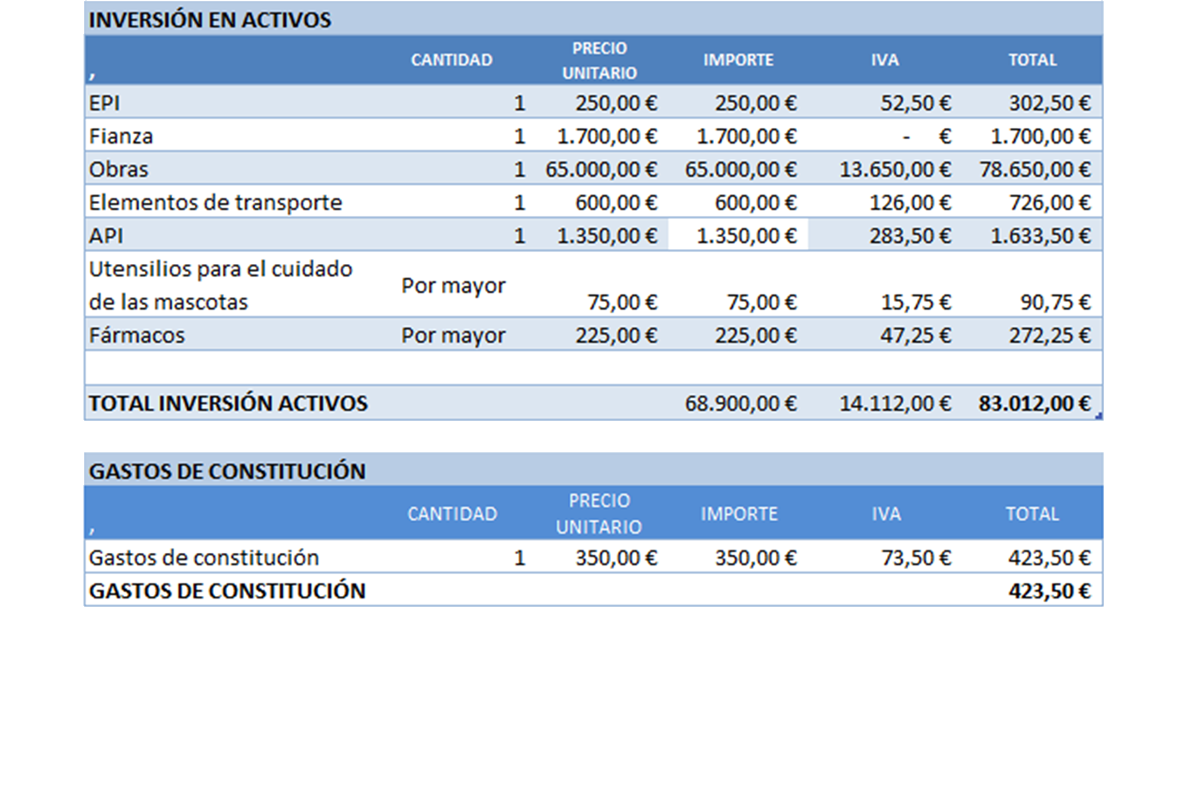 INVERSIÓN EN ACTIVOS
, CANTIDAD PRECIO UNITARIO IMPORTE IVA TOTAL
EPI 1 250,00 € 250,00 € 52,50 € 302,50 €
Fianza 1 1.700,00 € 1.700,00 € - € 1.700,00 €
Obras 1 65.000,00 € 65.000,00 € 13.650,00 € 78.650,00 €
Elementos de transporte 1 600,00 € 600,00 € 126,00 € 726,00 €
API 1 1.350,00 € 1.350,00 € 283,50 € 1.633,50 €
Utensilios para el cuidado
de las mascotas Por mayor 75,00 € 75,00 € 15,75 € 90,75 €
Fármacos Por mayor 225,00 € 225,00 € 47,25 € 272,25 €
TOTAL INVERSIÓN ACTIVOS 68.900,00 € 14.112,00 € 83.012,00 €
GASTOS DE CONSTITUCIÓN
, CANTIDAD PRECIO UNITARIO IMPORTE IVA TOTAL
Gastos de constitución 1 350,00 € 350,00 € 73,50 € 423,50 €
GASTOS DE CONSTITUCIÓN 423,50 €